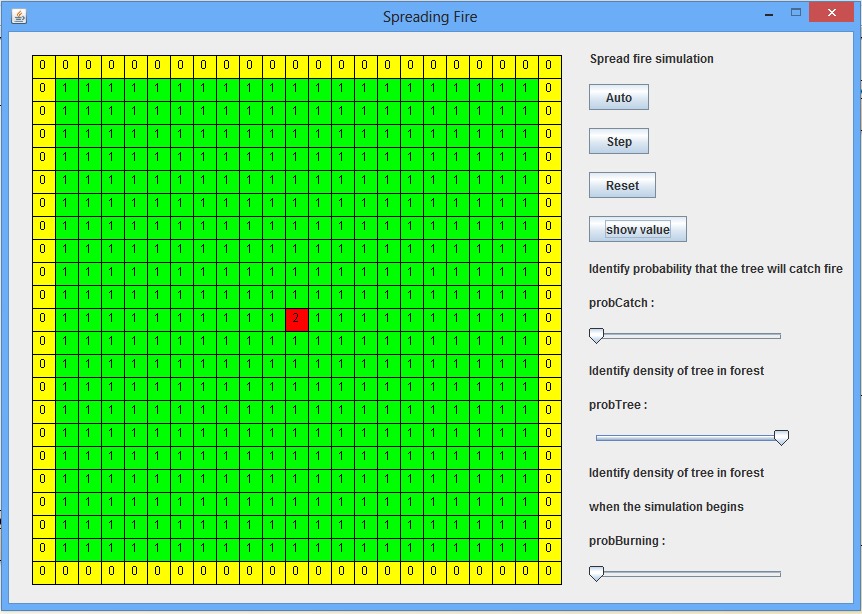 Spreading Fire
0 0 0 0 0 0 0 0 0 0 0 0 0 0 0 0 0 0 0 0 0 0 0
0 1 1 1 1 1 1 1 1 1 1 1 1 1 1 1 1 1 1 1 1 1 0
0 1 1 1 1 1 1 1 1 1 1 1 1 1 1 1 1 1 1 1 1 1 0
0 1 1 1 1 1 1 1 1 1 1 1 1 1 1 1 1 1 1 1 1 1 0
0 1 1 1 1 1 1 1 1 1 1 1 1 1 1 1 1 1 1 1 1 1 0
0 1 1 1 1 1 1 1 1 1 1 1 1 1 1 1 1 1 1 1 1 1 0
0 1 1 1 1 1 1 1 1 1 1 1 1 1 1 1 1 1 1 1 1 1 0
0 1 1 1 1 1 1 1 1 1 1 1 1 1 1 1 1 1 1 1 1 1 0
0 1 1 1 1 1 1 1 1 1 1 1 1 1 1 1 1 1 1 1 1 1 0
0 1 1 1 1 1 1 1 1 1 1 1 1 1 1 1 1 1 1 1 1 1 0
0 1 1 1 1 1 1 1 1 1 1 1 1 1 1 1 1 1 1 1 1 1 0
0 1 1 1 1 1 1 1 1 1 1 2 1 1 1 1 1 1 1 1 1 1 0
0 1 1 1 1 1 1 1 1 1 1 1 1 1 1 1 1 1 1 1 1 1 0
0 1 1 1 1 1 1 1 1 1 1 1 1 1 1 1 1 1 1 1 1 1 0
0 1 1 1 1 1 1 1 1 1 1 1 1 1 1 1 1 1 1 1 1 1 0
0 1 1 1 1 1 1 1 1 1 1 1 1 1 1 1 1 1 1 1 1 1 0
0 1 1 1 1 1 1 1 1 1 1 1 1 1 1 1 1 1 1 1 1 1 0
0 1 1 1 1 1 1 1 1 1 1 1 1 1 1 1 1 1 1 1 1 1 0
0 1 1 1 1 1 1 1 1 1 1 1 1 1 1 1 1 1 1 1 1 1 0
0 1 1 1 1 1 1 1 1 1 1 1 1 1 1 1 1 1 1 1 1 1 0
0 1 1 1 1 1 1 1 1 1 1 1 1 1 1 1 1 1 1 1 1 1 0
0 1 1 1 1 1 1 1 1 1 1 1 1 1 1 1 1 1 1 1 1 1 0
0 0 0 0 0 0 0 0 0 0 0 0 0 0 0 0 0 0 0 0 0 0 0
Spread fire simulation
Auto
Step
Reset
show value
Identify probability that the tree will catch fire
probCatch :
Identify density of tree in forest
probTree :
Identify density of tree in forest
when the simulation begins
probBurning :